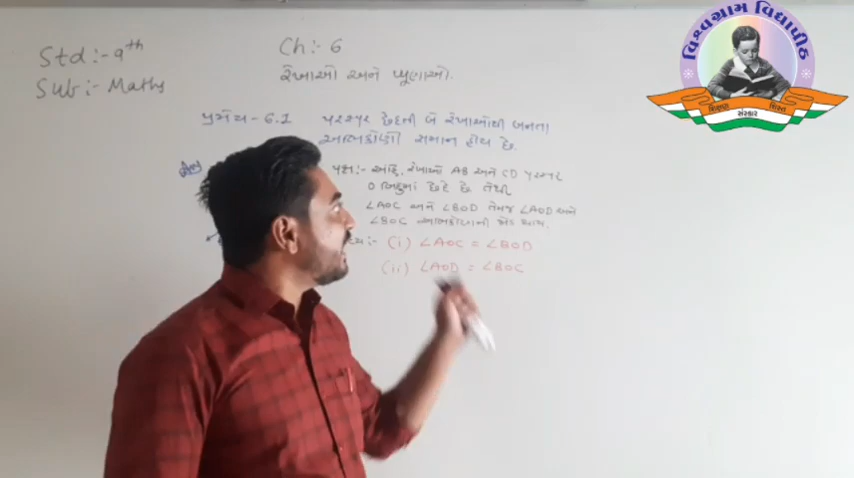 Std :- 9th
Sub :- Maths
Ch :- 6
રેખાઓ અને ખૂણાઓ.
પ્રમેય - 6.1 પરસ્પર છેદતી બે રેખાઓથી બનતા
અભિકોણો સમાન હોય છે.
પક્ષ :- અહિં, રેખાઓ AB અને CD પરસ્પર
O બિંદુમાં છેદે છે તેથી
∠AOC અને ∠BOD તેમજ ∠AOD અને
∠BOC અભિકોણોની જોડ થાય.
ધ્ય :- (i) ∠AOC = ∠BOD
(ii) ∠AOD = ∠BOC
વિશ્વગ્રામ વિદ્યાપીઠ
શિક્ષણ સંસ્કાર શિસ્ત